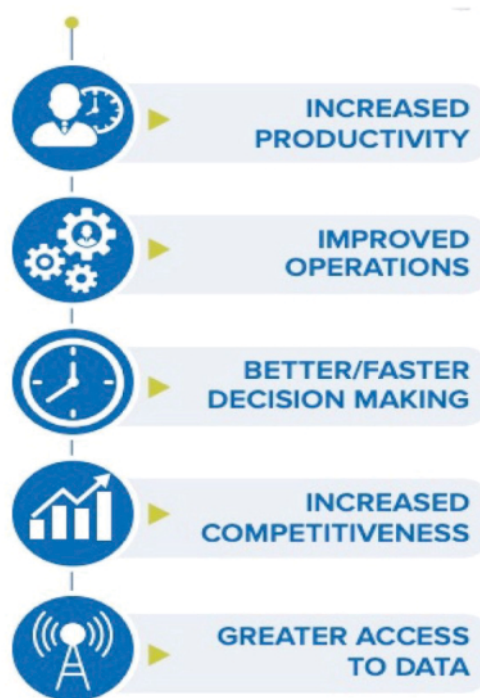 INCREASED
PRODUCTIVITY
IMPROVED
OPERATIONS
BETTER/FASTER
DECISION MAKING
INCREASED
COMPETITIVENESS
GREATER ACCESS
TO DATA